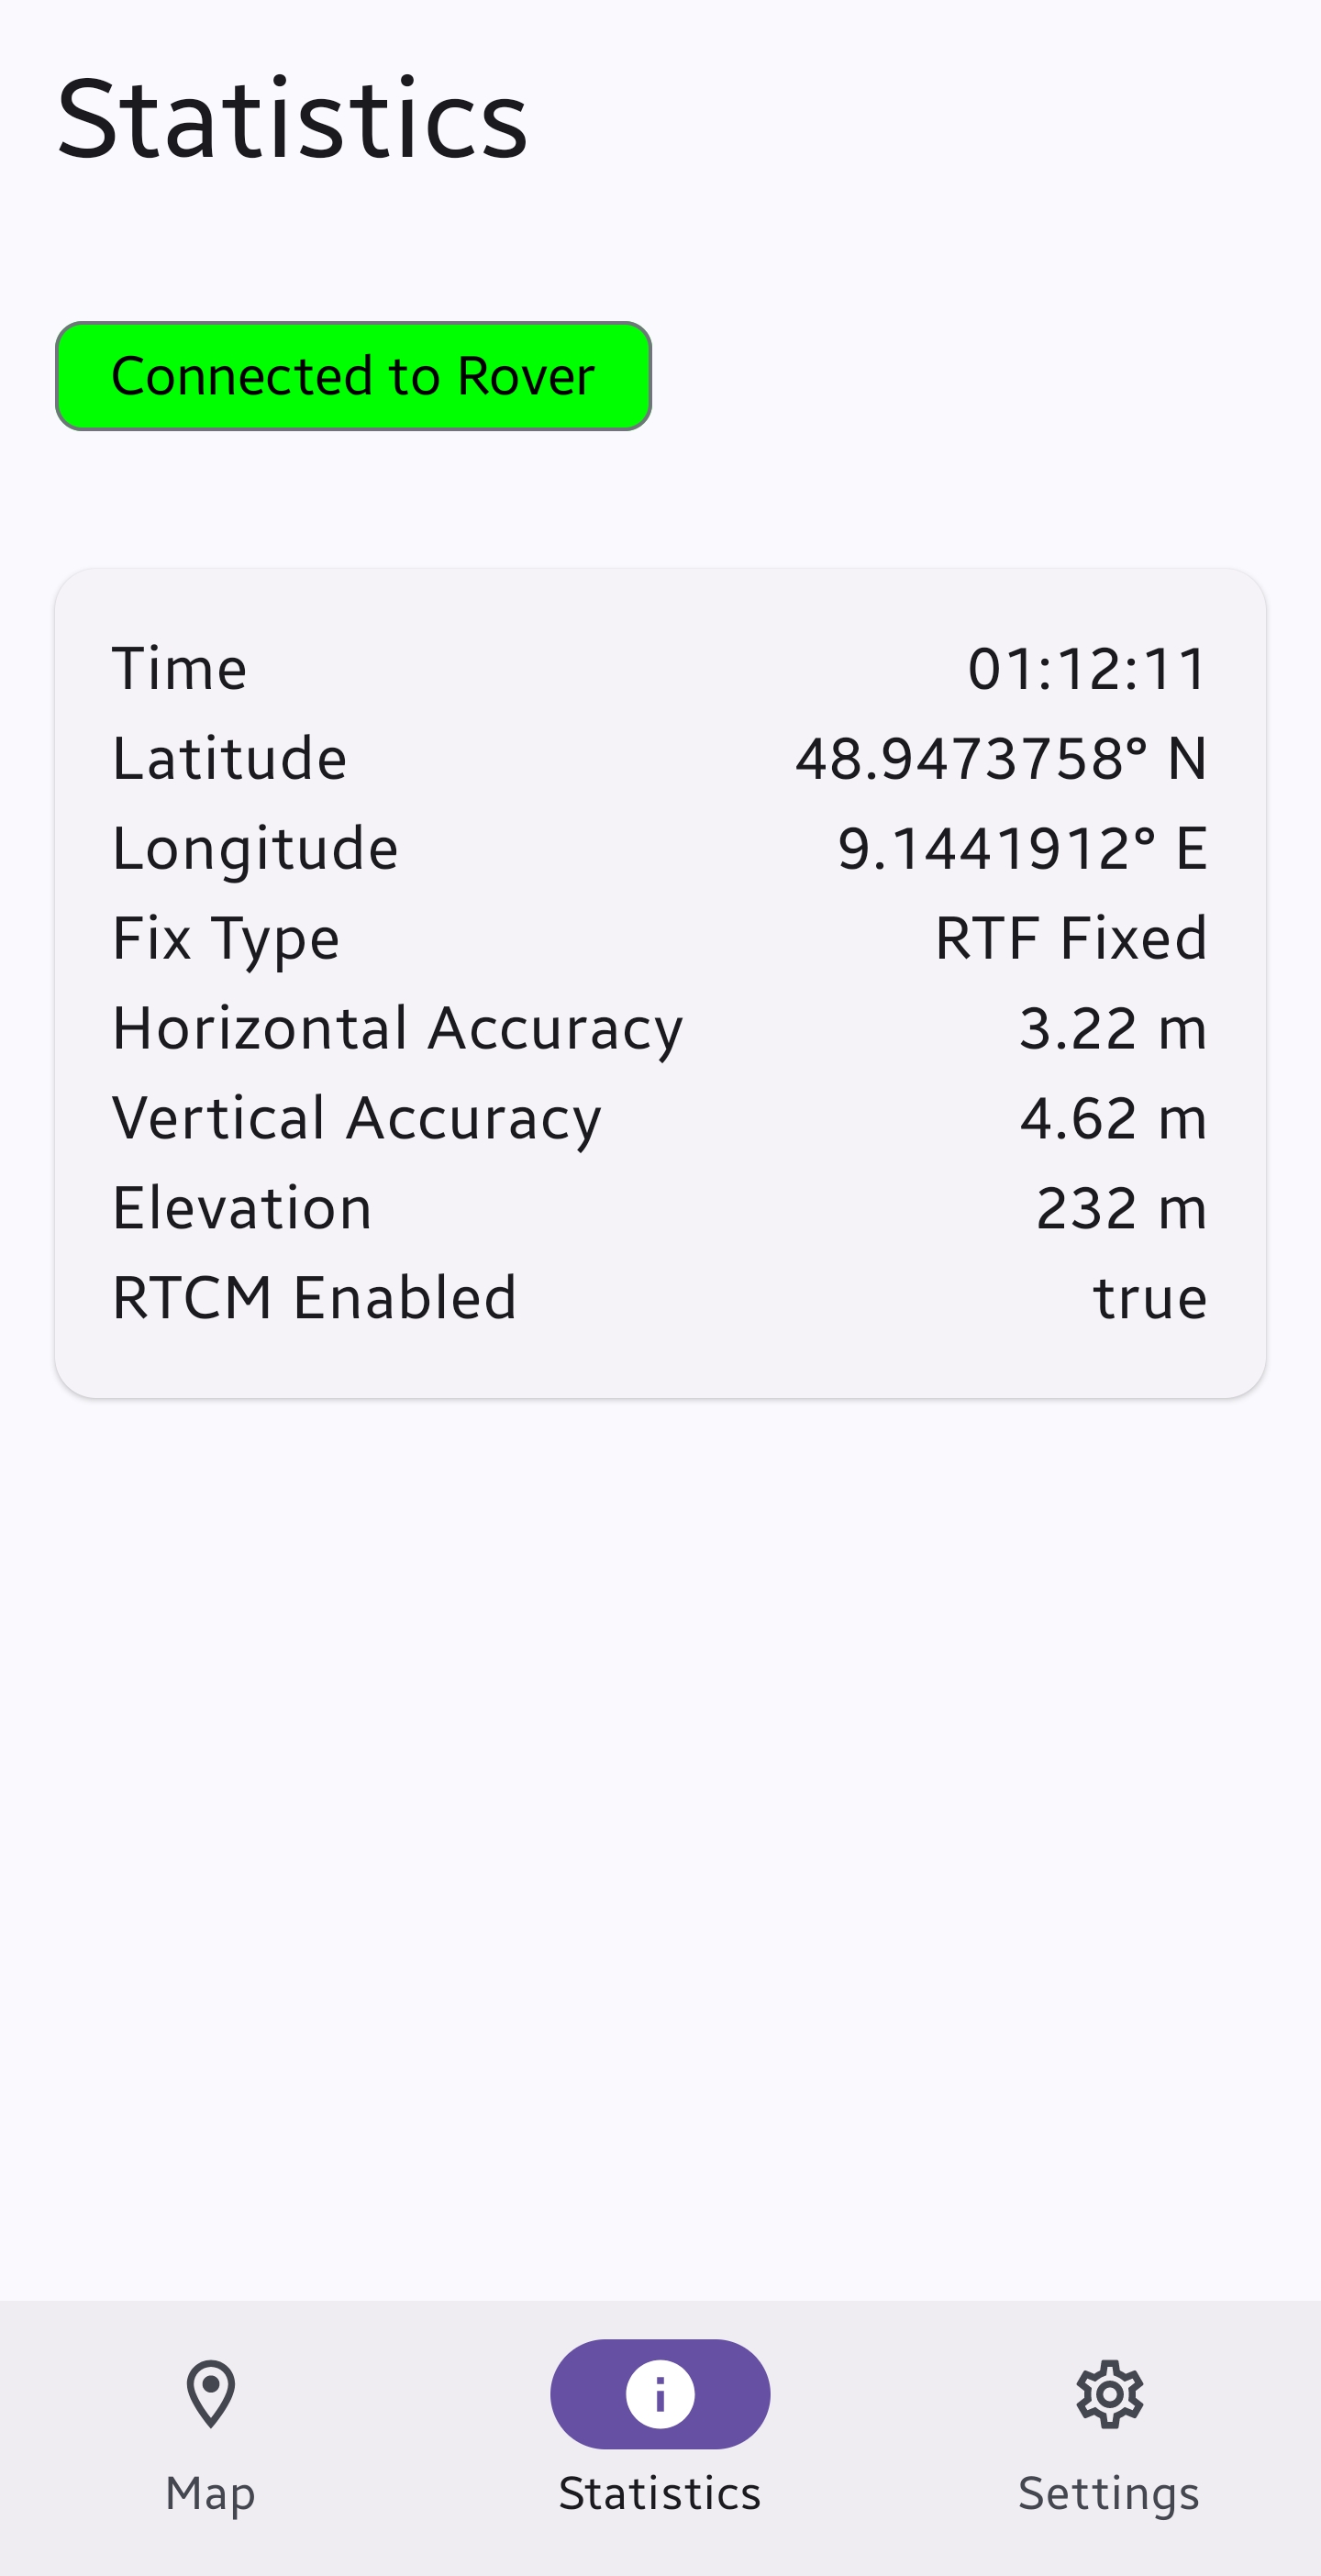 Statistics
Connected to Rover
Time 01:12:11
Latitude 48.9473758° N
Longitude 9.1441912° E
Fix Type RTF Fixed
Horizontal Accuracy 3.22 m
Vertical Accuracy 4.62 m
Elevation 232 m
RTCM Enabled true
Map Statistics Settings